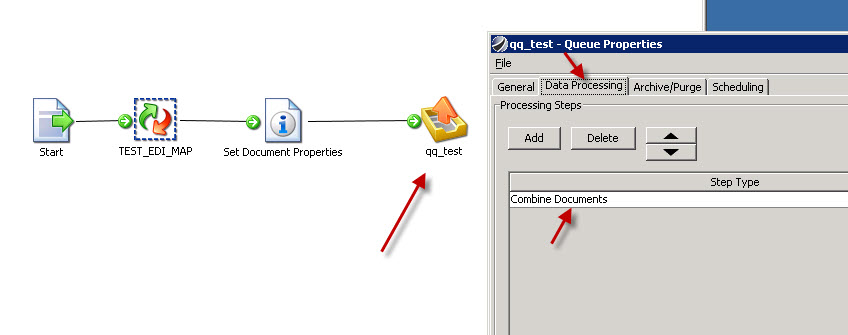 Start
TEST_EDI_MAP
Set Document Properties
qq_test
qq_test - Queue Properties
File
General
Data Processing
Archive/Purge
Scheduling
Processing Steps
Add
Delete
Step Type
Combine Documents